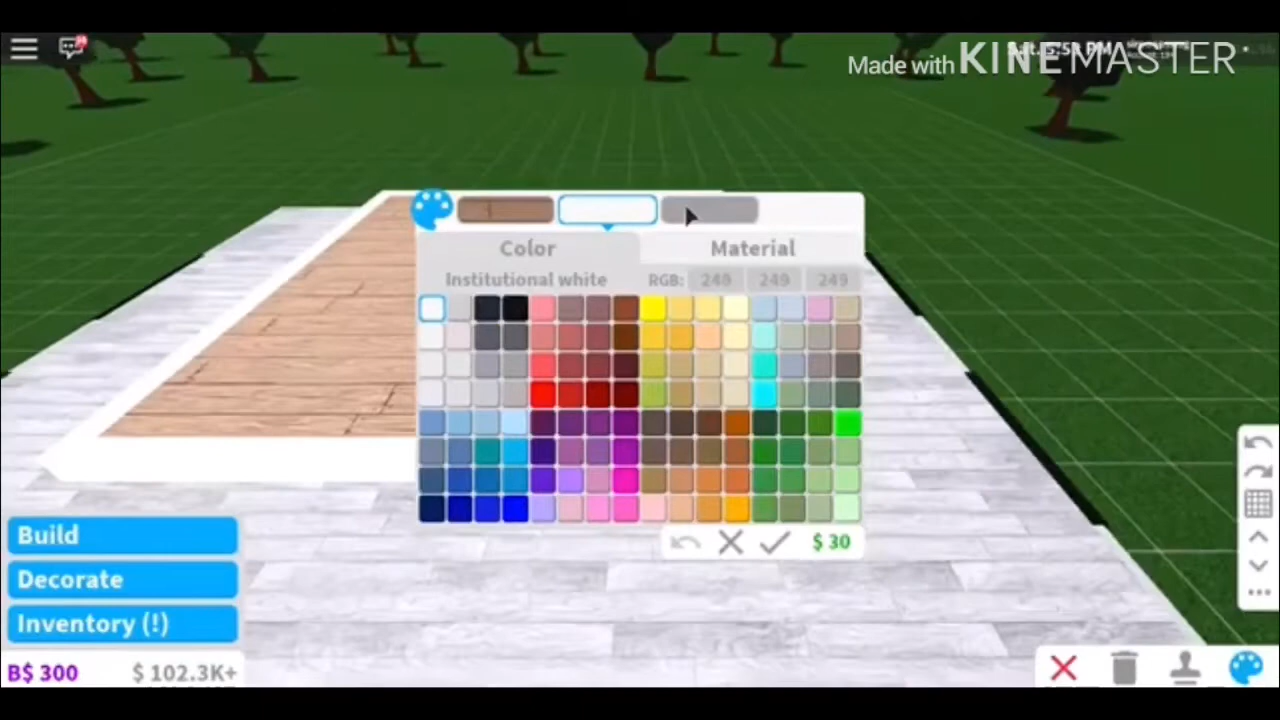 Made with KINEMASTER
Color
Material
Institutional white
RGB: 249 249 249
$ 30
Build
Decorate
Inventory (!)
B$ 300
$ 102.3K+